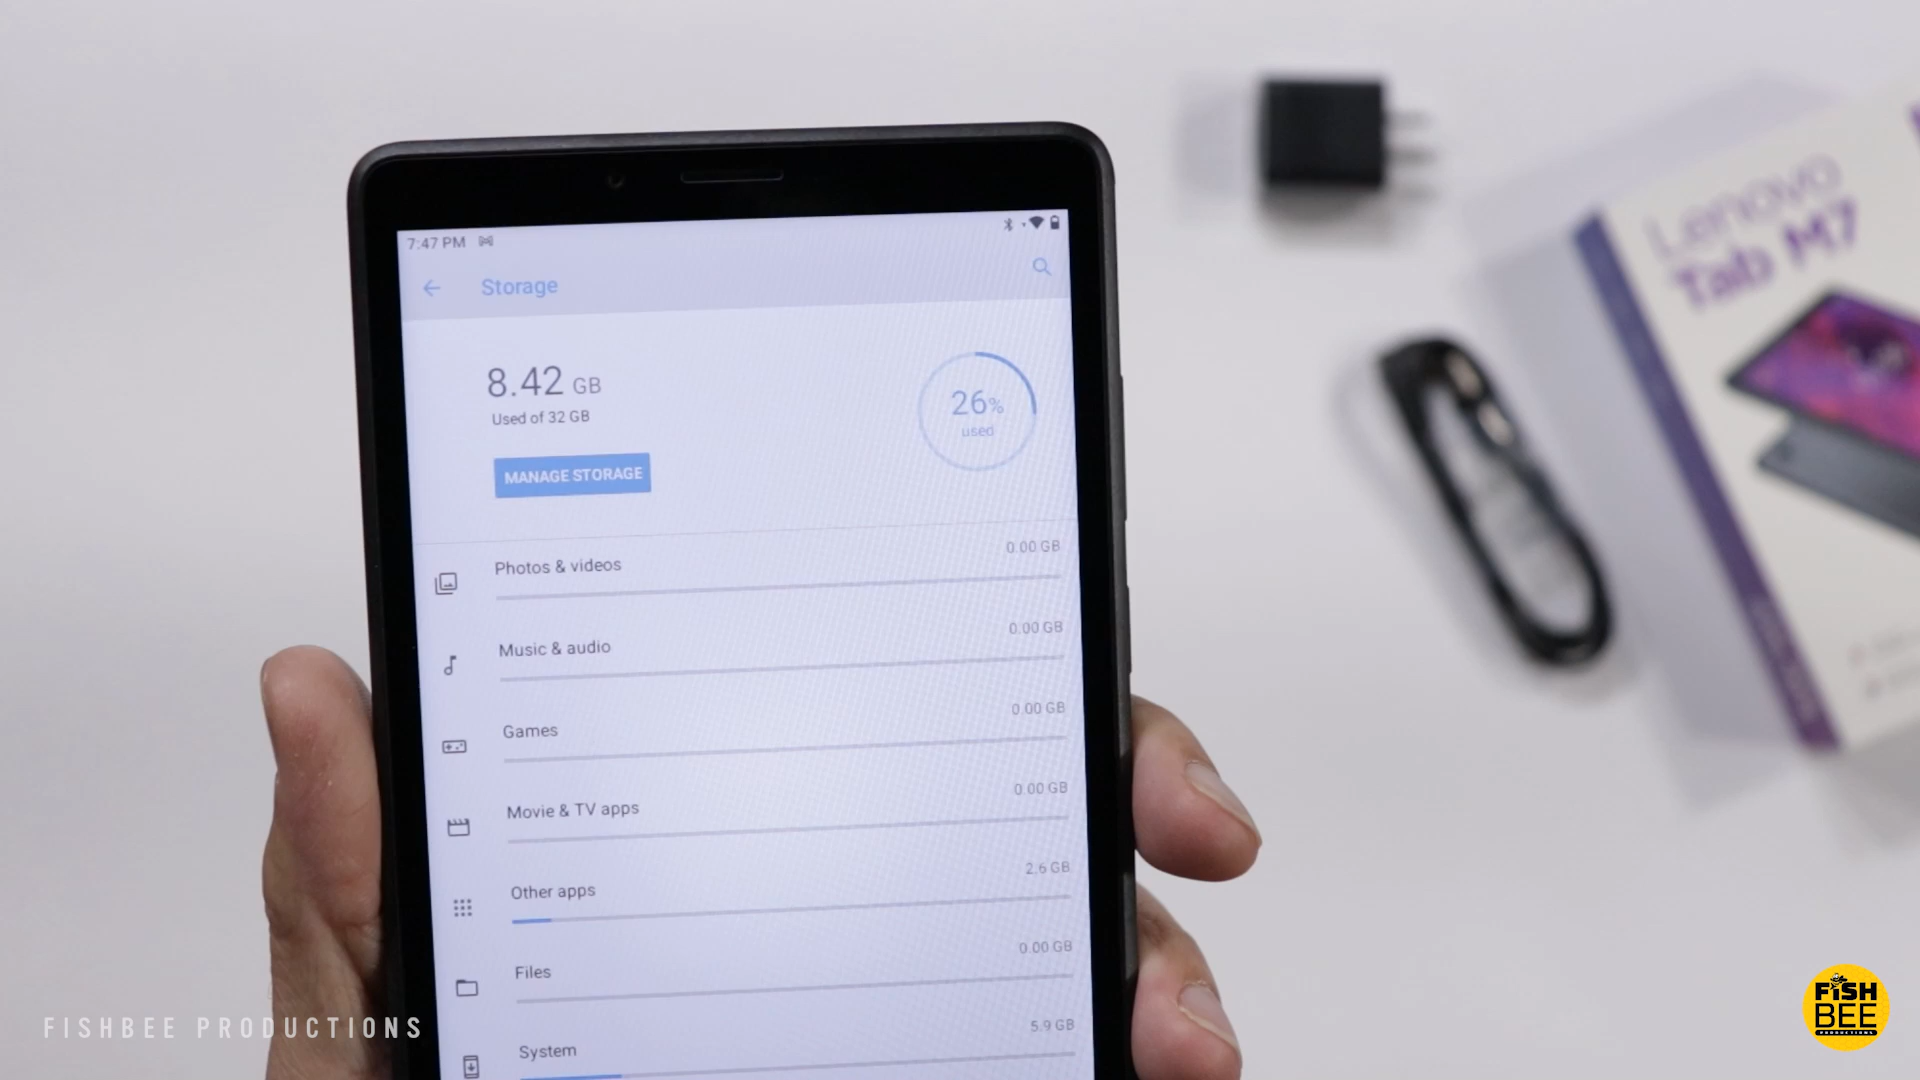 7:47 PM
Storage
8.42 GB
Used of 32 GB
26%
used
MANAGE STORAGE
Photos & videos
0.00 GB
Music & audio
0.00 GB
Games
0.00 GB
Movie & TV apps
0.00 GB
Other apps
2.6 GB
Files
0.00 GB
System
5.9 GB
Lenovo
Tab M7
FISHBEE PRODUCTIONS
FISH
BEE
PRODUCTIONS